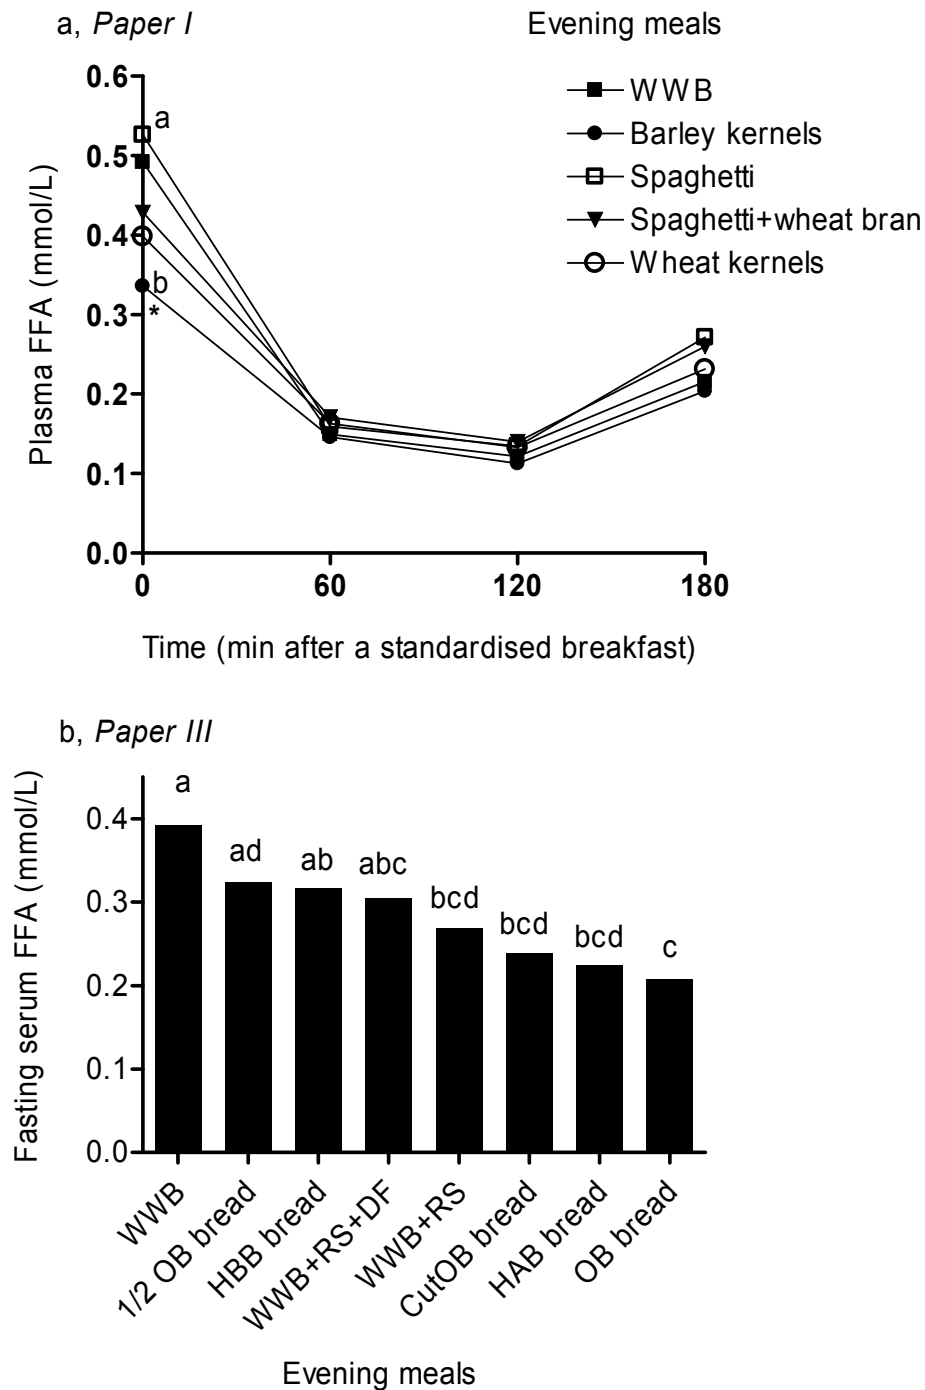 a, Paper I
Evening meals
WWB
Barley kernels
Spaghetti
Spaghetti+wheat bran
Wheat kernels
Plasma FFA (mmol/L)
0.6
0.5
0.4
0.3
0.2
0.1
0.0
a
b
*
0 60 120 180
Time (min after a standardised breakfast)
b, Paper III
Fasting serum FFA (mmol/L)
0.4
0.3
0.2
0.1
0.0
a ad ab abc bcd bcd bcd c
WWB
1/2 OB bread
HBB bread
WWB+RS+DF
WWB+RS
CutOB bread
HAB bread
OB bread
Evening meals